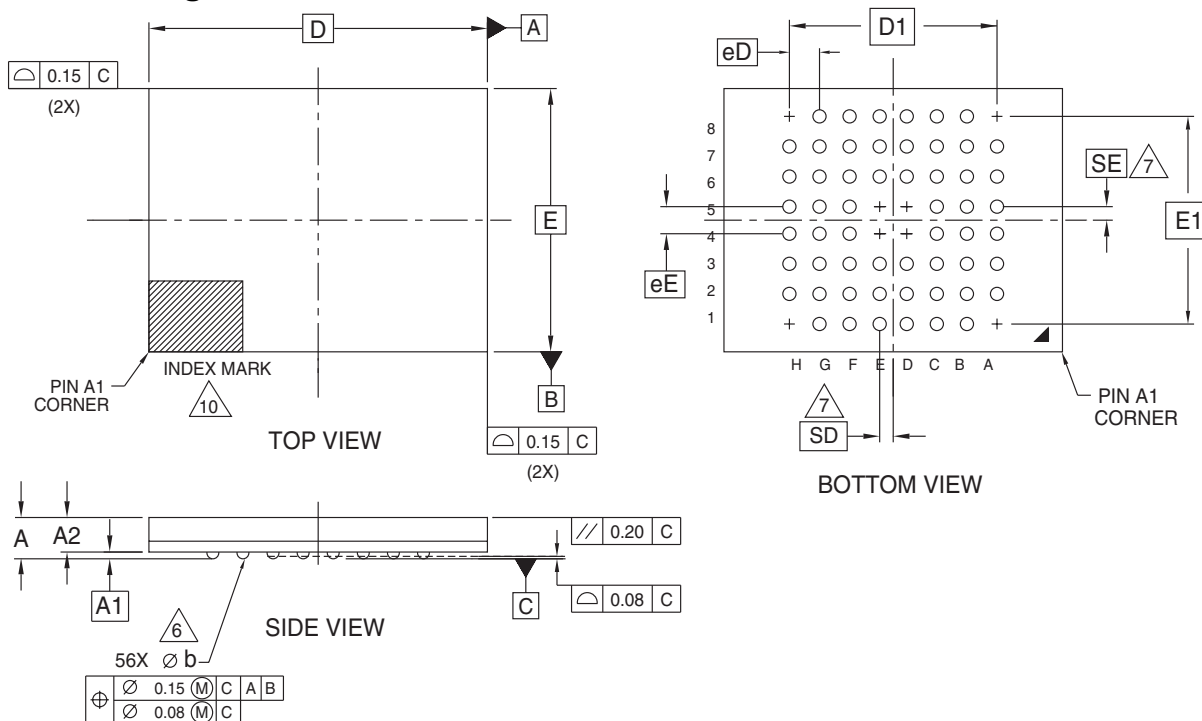 D
A
⌓ 0.15 C
(2X)
E
PIN A1
CORNER
INDEX MARK
10
B
TOP VIEW
⌓ 0.15 C
(2X)
D1
eD
8
7
6
5
4
3
2
1
SE 7
E1
eE
H G F E D C B A
7
SD
PIN A1
CORNER
BOTTOM VIEW
A A2
A1
// 0.20 C
C
⌓ 0.08 C
SIDE VIEW
6
56X ⌀ b
⌖ ⌀ 0.15 Ⓜ C A B
⌀ 0.08 Ⓜ C